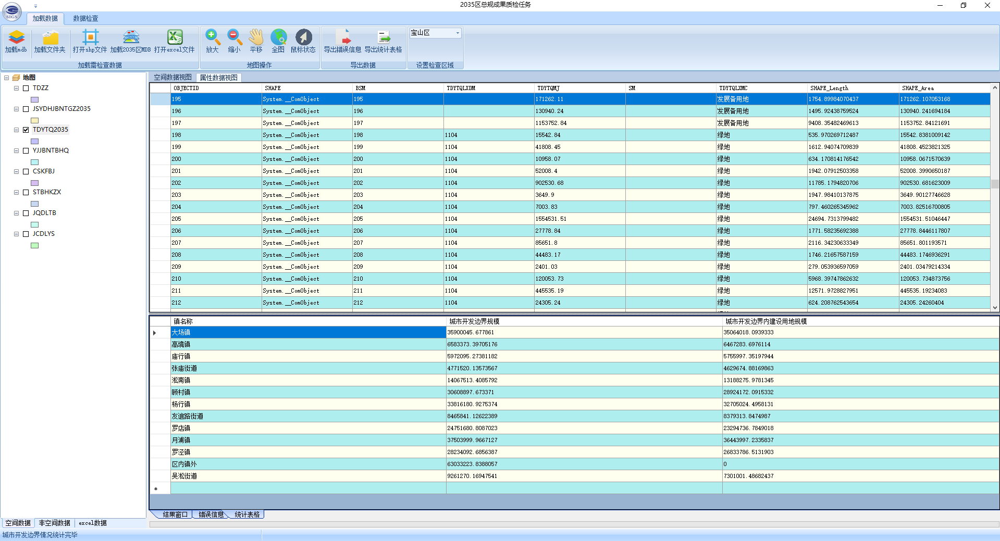 2035区总规成果质检任务
SIGS
加载数据 数据检查
加载mdb 加载文件夹 打开shp文件 加载2035区MDB 打开excel文件 放大 缩小 平移 全图 鼠标状态 导出错误信息 导出统计表格 宝山区
加载需检查数据 地图操作 导出数据 设置检查区域
地图
TDZZ
JSYDHJBNTGZ2035
TDYTQ2035
YJJBNTBHQ
CSKFBJ
STBHKZX
JQDLTB
JCDLYS
空间数据 非空间数据 excel数据
空间数据视图 属性数据视图
OBJECTID SHAPE BSM TDYTQLXDM TDYTQMJ SM TDYTQLXMC SHAPE_Length SHAPE_Area
195 System.__ComObject 195 171262.11 发展备用地 1754.89984070437 171262.107053168
196 System.__ComObject 196 130940.24 发展备用地 1495.92438759524 130940.241694184
197 System.__ComObject 197 1153752.84 发展备用地 9408.35482469613 1153752.84121691
198 System.__ComObject 198 1104 15542.84 绿地 535.970269712487 15542.8381009142
199 System.__ComObject 199 1104 41808.45 绿地 1612.94074709839 41808.4523821325
200 System.__ComObject 200 1104 10958.07 绿地 634.170814176542 10958.0671570639
201 System.__ComObject 201 1104 52008.4 绿地 1942.07912503358 52008.3990650187
202 System.__ComObject 202 1104 902530.68 绿地 11785.1794820706 902530.681623009
203 System.__ComObject 203 1104 3649.9 绿地 1947.98410137875 3649.90127746628
204 System.__ComObject 204 1104 7003.83 绿地 797.460265345962 7003.82516700805
205 System.__ComObject 205 1104 1554531.51 绿地 24694.7313799482 1554531.51046447
206 System.__ComObject 206 1104 27778.84 绿地 1771.58235692388 27778.8446117807
207 System.__ComObject 207 1104 85651.8 绿地 2116.34230633349 85651.801193571
208 System.__ComObject 208 1104 44483.17 绿地 1746.21657587159 44483.1746936291
209 System.__ComObject 209 1104 2401.03 绿地 279.053936597059 2401.03479214334
210 System.__ComObject 210 1104 120053.73 绿地 5968.39747862632 120053.734873756
211 System.__ComObject 211 1104 445535.19 绿地 12571.9728827951 445535.19234083
212 System.__ComObject 212 1104 24305.24 绿地 624.208762543654 24305.24260404
镇名称 城市开发边界规模 城市开发边界内建设用地规模
大场镇 35900045.677861 35064018.0939333
高境镇 6583373.39705176 6467283.6976114
庙行镇 5972095.27381182 5755997.35197944
张庙街道 4771520.13573567 4629674.88169863
淞南镇 14067513.4085792 13188275.9781345
顾村镇 30608897.673371 28924172.0915332
杨行镇 33816180.9275374 32705024.4958131
友谊路街道 8465841.12622389 8379313.8474987
罗店镇 24751680.8087023 23294736.7849018
月浦镇 37503999.9667127 36443997.2335837
罗泾镇 28234092.6856387 26833786.5131903
区内镇外 63033223.8388057 0
吴淞街道 9261270.16947541 7301001.48682437
结果窗口 错误信息 统计表格
城市开发边界情况统计完毕